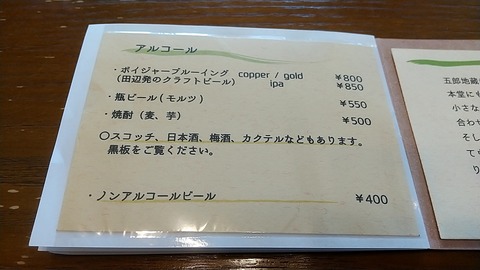 アルコール
・ボイジャーブルーイング copper / gold ¥800
(田辺発のクラフトビール) ipa ¥850
・瓶ビール(モルツ) ¥550
・焼酎(麦、芋) ¥500
〇スコッチ、日本酒、梅酒、カクテルなどもあります。
黒板をご覧ください。
・ノンアルコールビール ¥400
五郎地蔵
本堂にも
小さな
合わせ
そし
てや
り